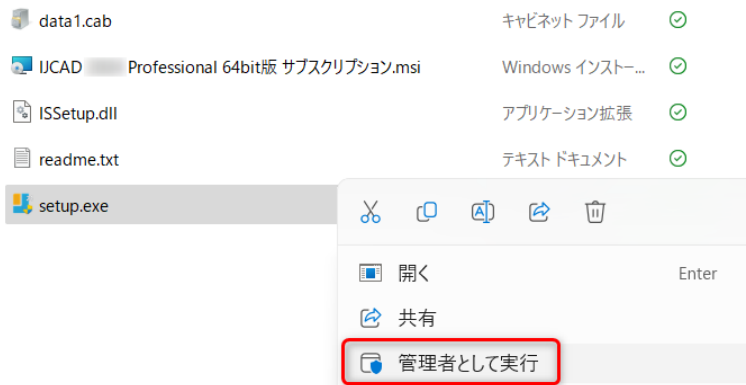 data1.cab キャビネット ファイル
IJCAD Professional 64bit版 サブスクリプション.msi Windows インストー...
ISSetup.dll アプリケーション拡張
readme.txt テキスト ドキュメント
setup.exe
開く Enter
共有
管理者として実行